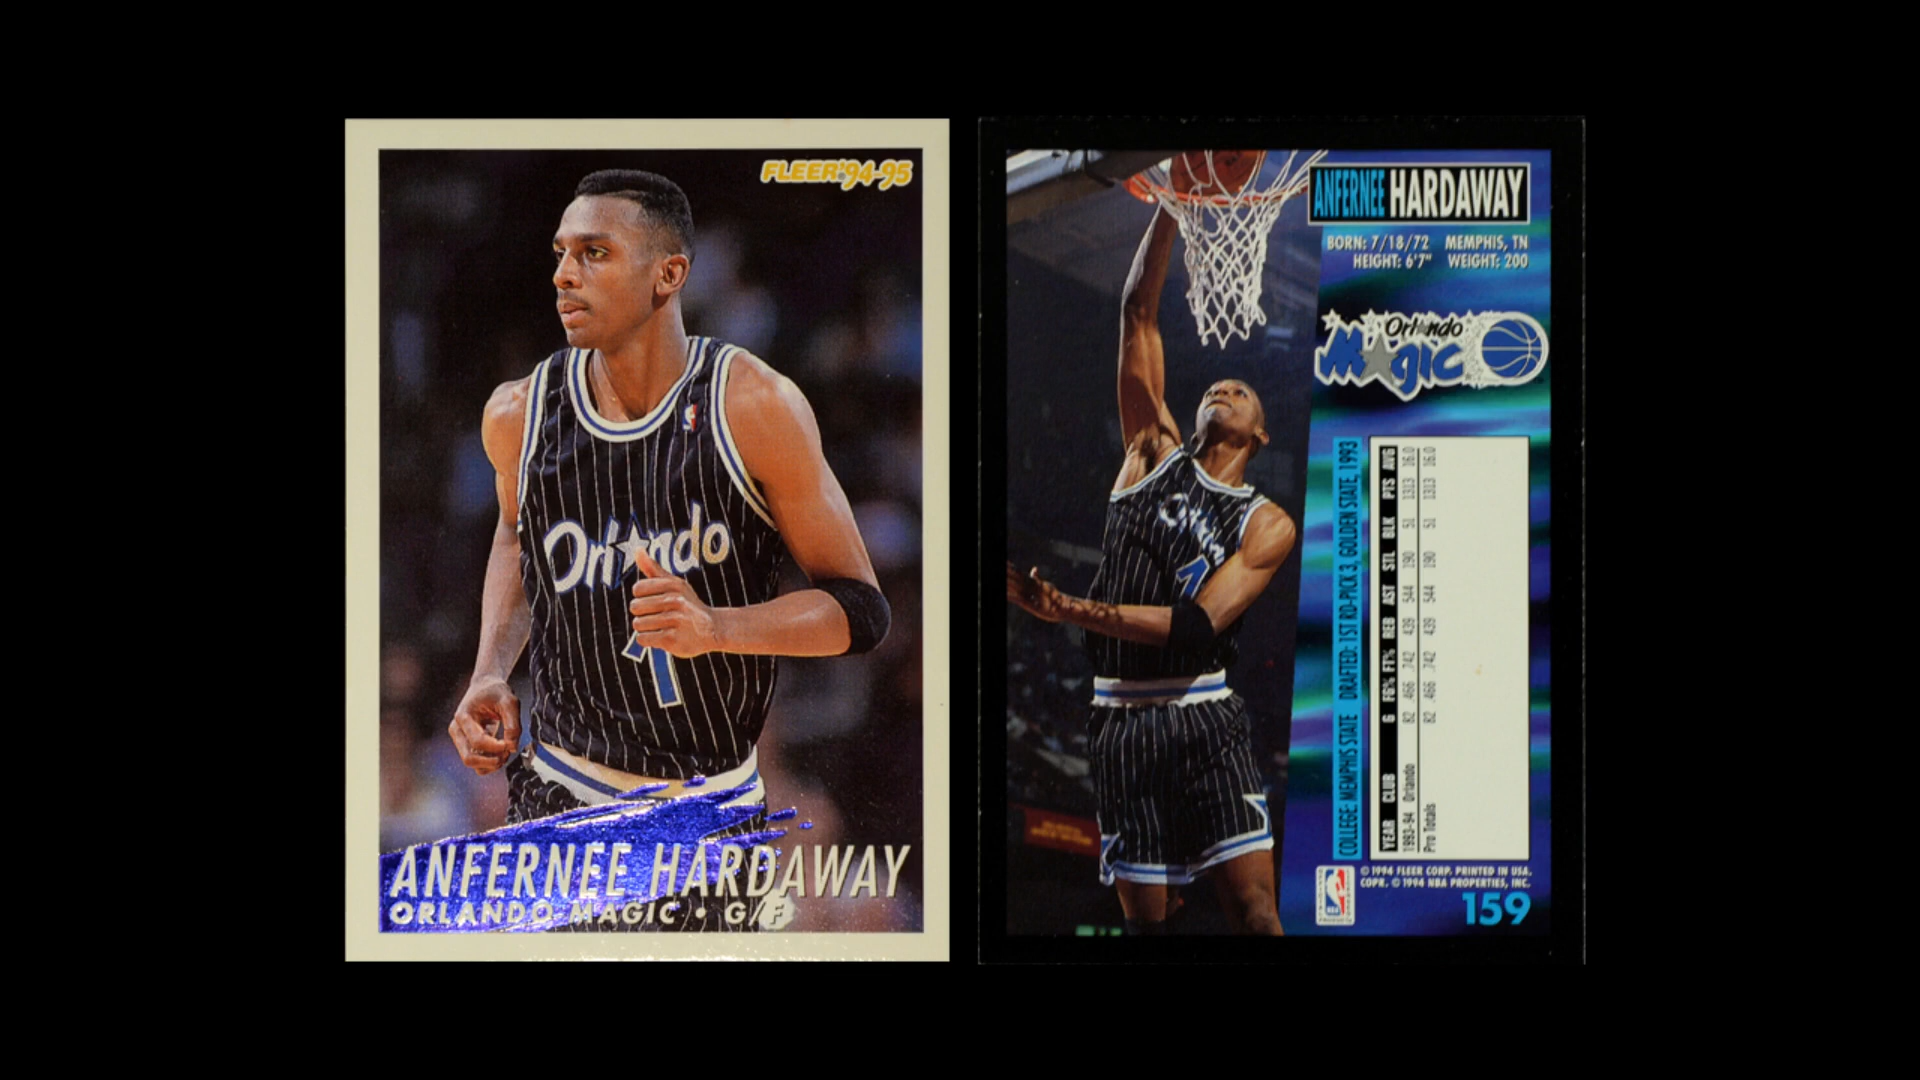 FLEER'94-95
Orlando
1
ANFERNEE HARDAWAY
ORLANDO MAGIC • G/F
ANFERNEE HARDAWAY
BORN: 7/18/72 MEMPHIS, TN
HEIGHT: 6'7" WEIGHT: 200
Orlando
Magic
COLLEGE: MEMPHIS STATE DRAFTED: 1ST RD-PICK 3, GOLDEN STATE, 1993
YEAR CLUB G FG% FT% REB AST STL BLK PTS AVG
1993-94 Orlando 82 .466 .742 439 544 190 51 1313 16.0
Pro Totals 82 .466 .742 439 544 190 51 1313 16.0
© 1994 FLEER CORP. PRINTED IN USA.
COPR. © 1994 NBA PROPERTIES, INC.
159